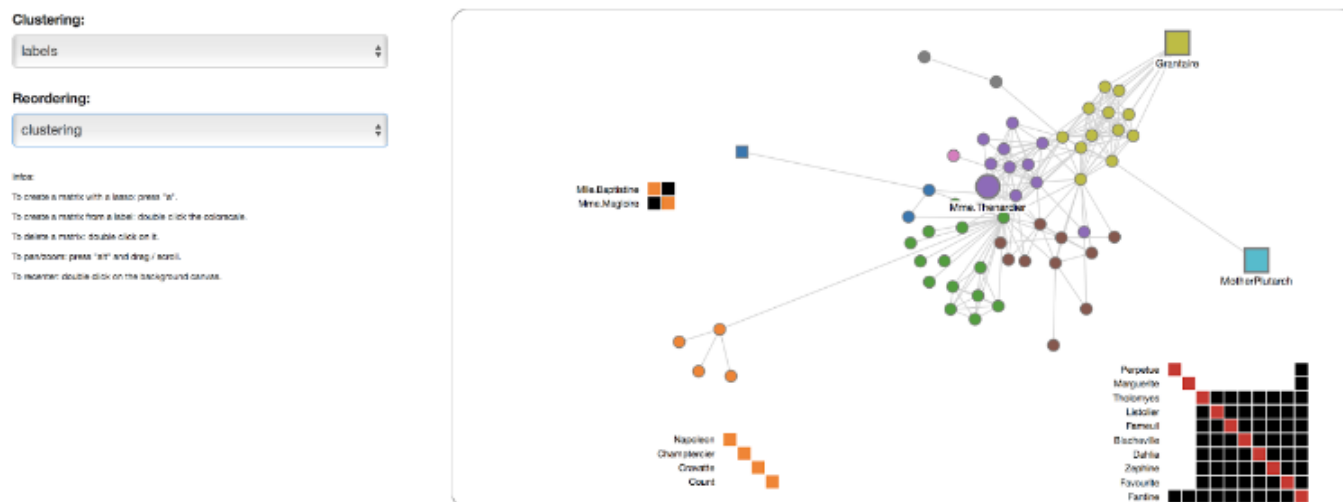 Clustering:
labels
Reordering:
clustering
Infos:
To create a matrix with a lasso: press "a".
To create a matrix from a label: double click the colorscale.
To delete a matrix: double click on it.
To pan/zoom: press "alt" and drag / scroll.
To recenter: double click on the background canvas.
Grantaire
Mlle.Baptistine
Mme.Magloire
Mme.Thenardier
MotherPlutarch
Perpetue
Marguerite
Tholomyes
Listolier
Fameuil
Blacheville
Dahlia
Zephine
Favourite
Fantine
Napoleon
Champtercier
Cravatte
Count